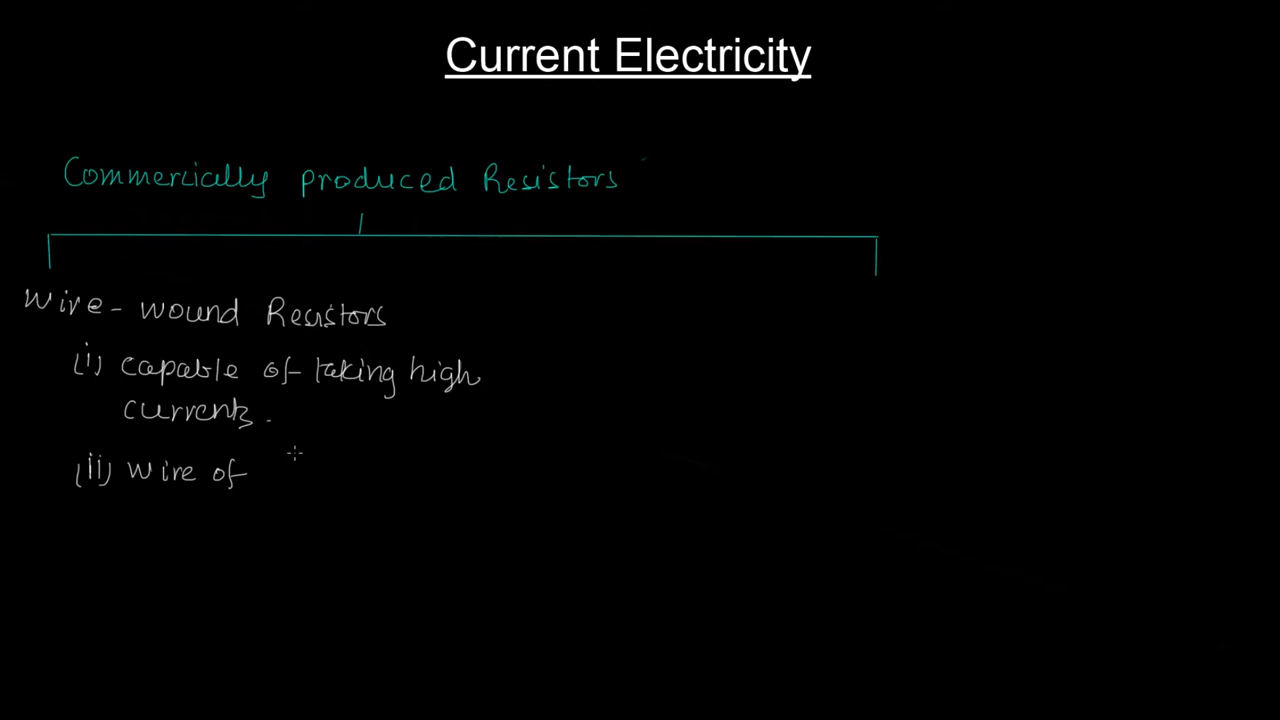 Current Electricity
Commercially produced Resistors
Wire-wound Resistors
(i) capable of taking high
currents.
(ii) wire of